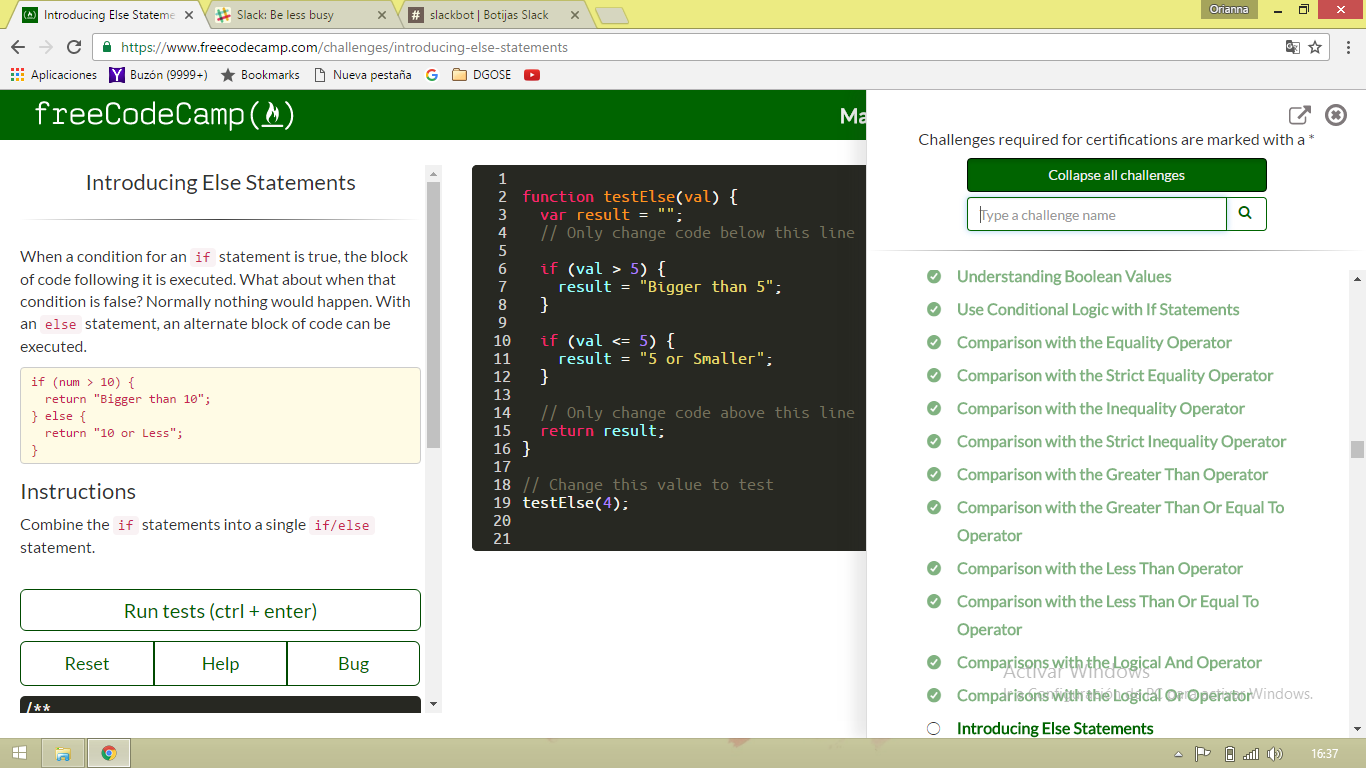 Introducing Else Stateme
Slack: Be less busy
slackbot | Botijas Slack
Orianna
https://www.freecodecamp.com/challenges/introducing-else-statements
Aplicaciones
Buzón (9999+)
Bookmarks
Nueva pestaña
DGOSE
freeCodeCamp
Ma
Introducing Else Statements
When a condition for an if statement is true, the block
of code following it is executed. What about when that
condition is false? Normally nothing would happen. With
an else statement, an alternate block of code can be
executed.
if (num > 10) {
  return "Bigger than 10";
} else {
  return "10 or Less";
}
Instructions
Combine the if statements into a single if/else
statement.
Run tests (ctrl + enter)
Reset
Help
Bug
/**
1
2 function testElse(val) {
3   var result = "";
4   // Only change code below this line
5
6   if (val > 5) {
7     result = "Bigger than 5";
8   }
9
10   if (val <= 5) {
11     result = "5 or Smaller";
12   }
13
14   // Only change code above this line
15   return result;
16 }
17
18 // Change this value to test
19 testElse(4);
20
21
Challenges required for certifications are marked with a *
Collapse all challenges
Type a challenge name
Understanding Boolean Values
Use Conditional Logic with If Statements
Comparison with the Equality Operator
Comparison with the Strict Equality Operator
Comparison with the Inequality Operator
Comparison with the Strict Inequality Operator
Comparison with the Greater Than Operator
Comparison with the Greater Than Or Equal To
Operator
Comparison with the Less Than Operator
Comparison with the Less Than Or Equal To
Operator
Comparisons with the Logical And Operator
Activar Windows
Comparisons with the Logical Or Operator
Ir a Configuración de PC para activar Windows.
Introducing Else Statements
16:37